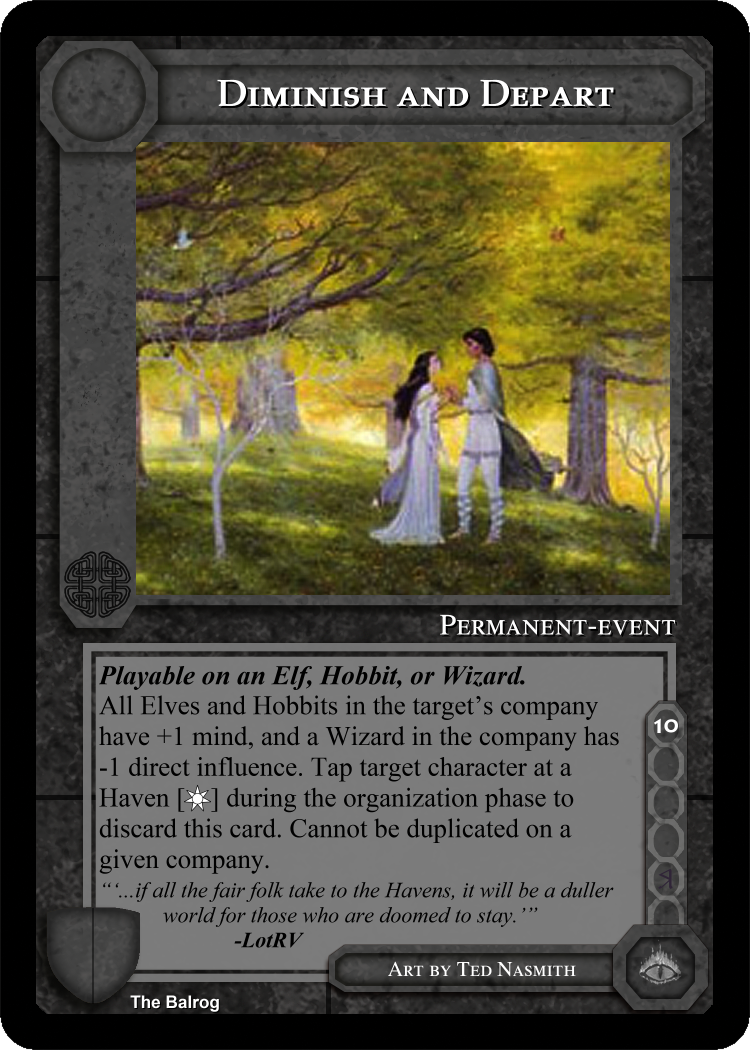 Diminish and Depart
Permanent-event
Playable on an Elf, Hobbit, or Wizard.
All Elves and Hobbits in the target's company
have +1 mind, and a Wizard in the company has
-1 direct influence. Tap target character at a
Haven [☼] during the organization phase to
discard this card. Cannot be duplicated on a
given company.
10
"'...if all the fair folk take to the Havens, it will be a duller
world for those who are doomed to stay.'"
-LotRV
Art by Ted Nasmith
The Balrog